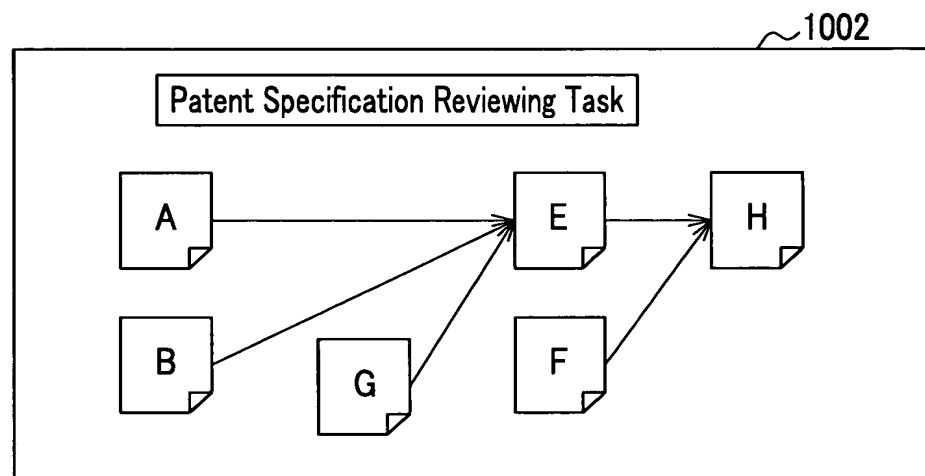 1002
Patent Specification Reviewing Task
A
E
H
B
G
F